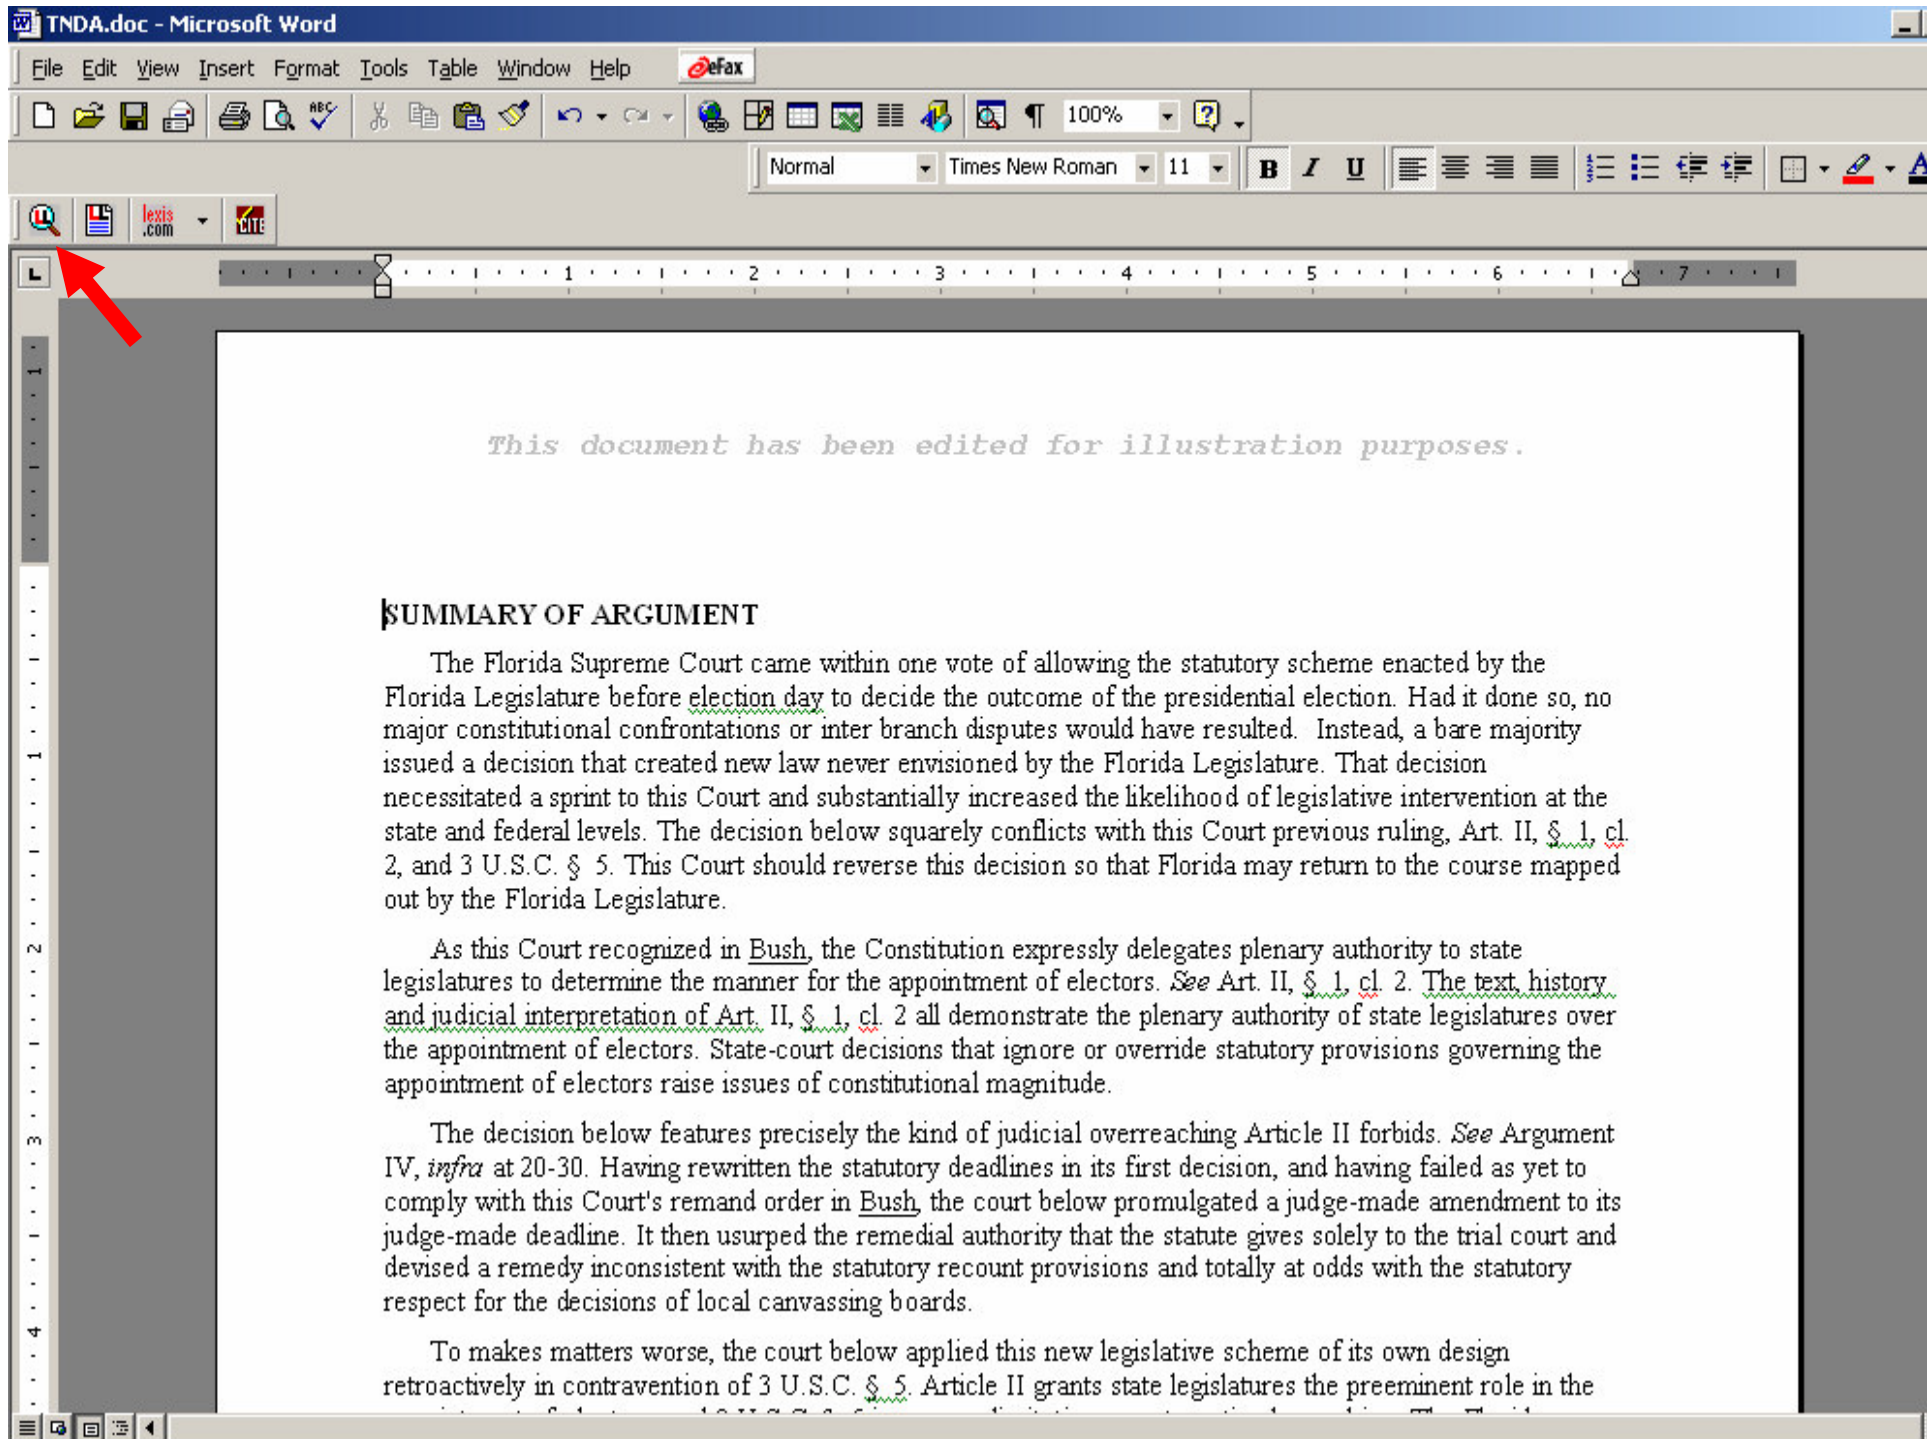 TNDA.doc - Microsoft Word
File Edit View Insert Format Tools Table Window Help eFax
ABC 100%
Normal Times New Roman 11 B I U A
lexis .com CITE
L 1 2 3 4 5 6 7
1
This document has been edited for illustration purposes.
SUMMARY OF ARGUMENT
The Florida Supreme Court came within one vote of allowing the statutory scheme enacted by the
Florida Legislature before election day to decide the outcome of the presidential election. Had it done so, no
major constitutional confrontations or inter branch disputes would have resulted.  Instead, a bare majority
1
issued a decision that created new law never envisioned by the Florida Legislature. That decision
necessitated a sprint to this Court and substantially increased the likelihood of legislative intervention at the
state and federal levels. The decision below squarely conflicts with this Court previous ruling, Art. II, § 1, cl.
2, and 3 U.S.C. § 5. This Court should reverse this decision so that Florida may return to the course mapped
out by the Florida Legislature.
2
As this Court recognized in Bush, the Constitution expressly delegates plenary authority to state
legislatures to determine the manner for the appointment of electors. See Art. II, § 1, cl. 2. The text, history
and judicial interpretation of Art. II, § 1, cl. 2 all demonstrate the plenary authority of state legislatures over
the appointment of electors. State-court decisions that ignore or override statutory provisions governing the
appointment of electors raise issues of constitutional magnitude.
3
The decision below features precisely the kind of judicial overreaching Article II forbids. See Argument
IV, infra at 20-30. Having rewritten the statutory deadlines in its first decision, and having failed as yet to
comply with this Court's remand order in Bush, the court below promulgated a judge-made amendment to its
judge-made deadline. It then usurped the remedial authority that the statute gives solely to the trial court and
devised a remedy inconsistent with the statutory recount provisions and totally at odds with the statutory
respect for the decisions of local canvassing boards.
4
To makes matters worse, the court below applied this new legislative scheme of its own design
retroactively in contravention of 3 U.S.C. § 5. Article II grants state legislatures the preeminent role in the